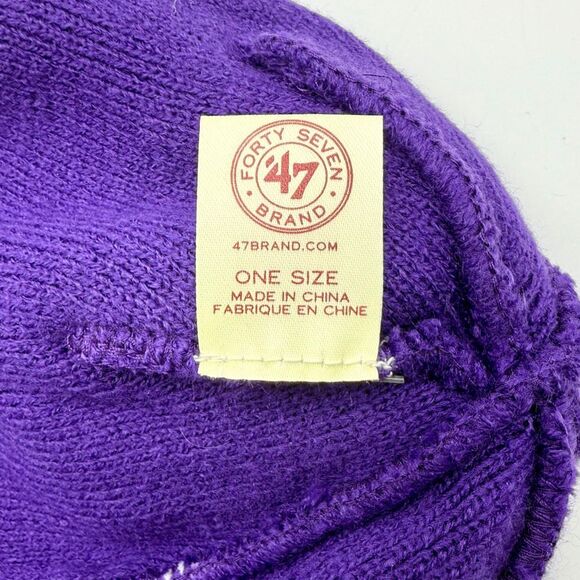 FORTY SEVEN
'47
BRAND
47BRAND.COM
ONE SIZE
MADE IN CHINA
FABRIQUE EN CHINE